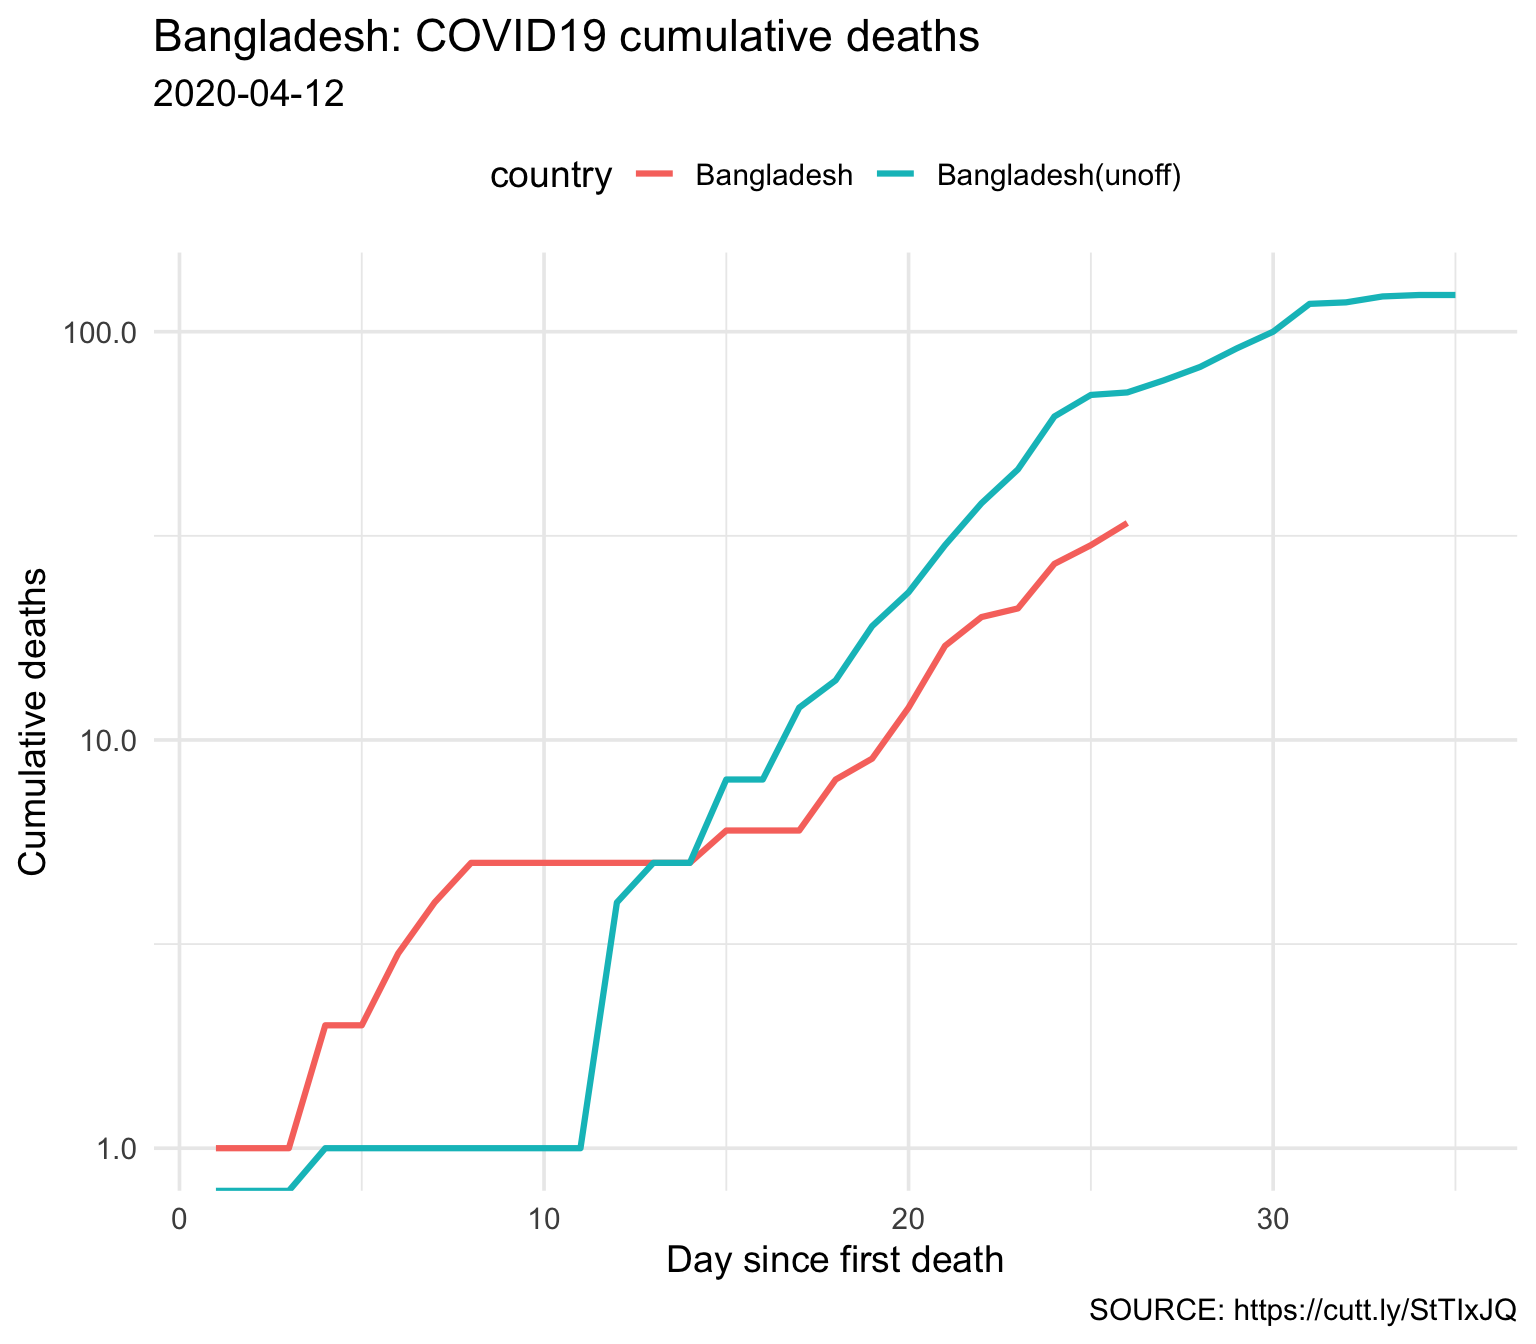 Bangladesh: COVID19 cumulative deaths
2020-04-12
country Bangladesh Bangladesh(unoff)
100.0
10.0
1.0
Cumulative deaths
0 10 20 30
Day since first death
SOURCE: https://cutt.ly/StTIxJQ